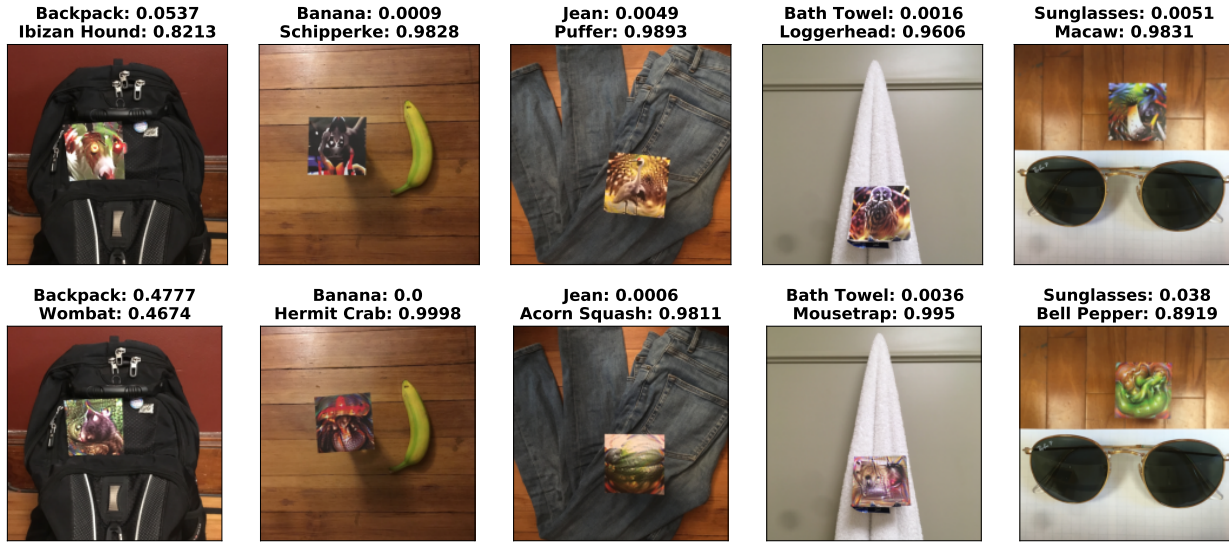 Backpack: 0.0537
Ibizan Hound: 0.8213
Banana: 0.0009
Schipperke: 0.9828
Jean: 0.0049
Puffer: 0.9893
Bath Towel: 0.0016
Loggerhead: 0.9606
Sunglasses: 0.0051
Macaw: 0.9831
Backpack: 0.4777
Wombat: 0.4674
Banana: 0.0
Hermit Crab: 0.9998
Jean: 0.0006
Acorn Squash: 0.9811
Bath Towel: 0.0036
Mousetrap: 0.995
Sunglasses: 0.038
Bell Pepper: 0.8919